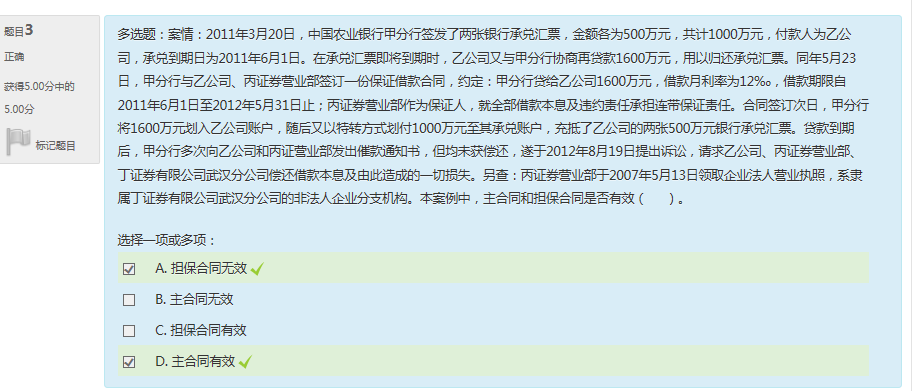 题目3
正确
获得5.00分中的
5.00分
标记题目
多选题：案情：2011年3月20日，中国农业银行甲分行签发了两张银行承兑汇票，金额各为500万元，共计1000万元，付款人为乙公
司，承兑到期日为2011年6月1日。在承兑汇票即将到期时，乙公司又与甲分行协商再贷款1600万元，用以归还承兑汇票。同年5月23
日，甲分行与乙公司、丙证券营业部签订一份保证借款合同，约定：甲分行贷给乙公司1600万元，借款月利率为12‰，借款期限自
2011年6月1日至2012年5月31日止；丙证券营业部作为保证人，就全部借款本息及违约责任承担连带保证责任。合同签订次日，甲分行
将1600万元划入乙公司账户，随后又以特转方式划付1000万元至其承兑账户，充抵了乙公司的两张500万元银行承兑汇票。贷款到期
后，甲分行多次向乙公司和丙证营业部发出催款通知书，但均未获偿还，遂于2012年8月19日提出诉讼，请求乙公司、丙证券营业部、
丁证券有限公司武汉分公司偿还借款本息及由此造成的一切损失。另查：丙证券营业部于2007年5月13日领取企业法人营业执照，系隶
属丁证券有限公司武汉分公司的非法人企业分支机构。本案例中，主合同和担保合同是否有效（　　）。
选择一项或多项：
A. 担保合同无效
B. 主合同无效
C. 担保合同有效
D. 主合同有效